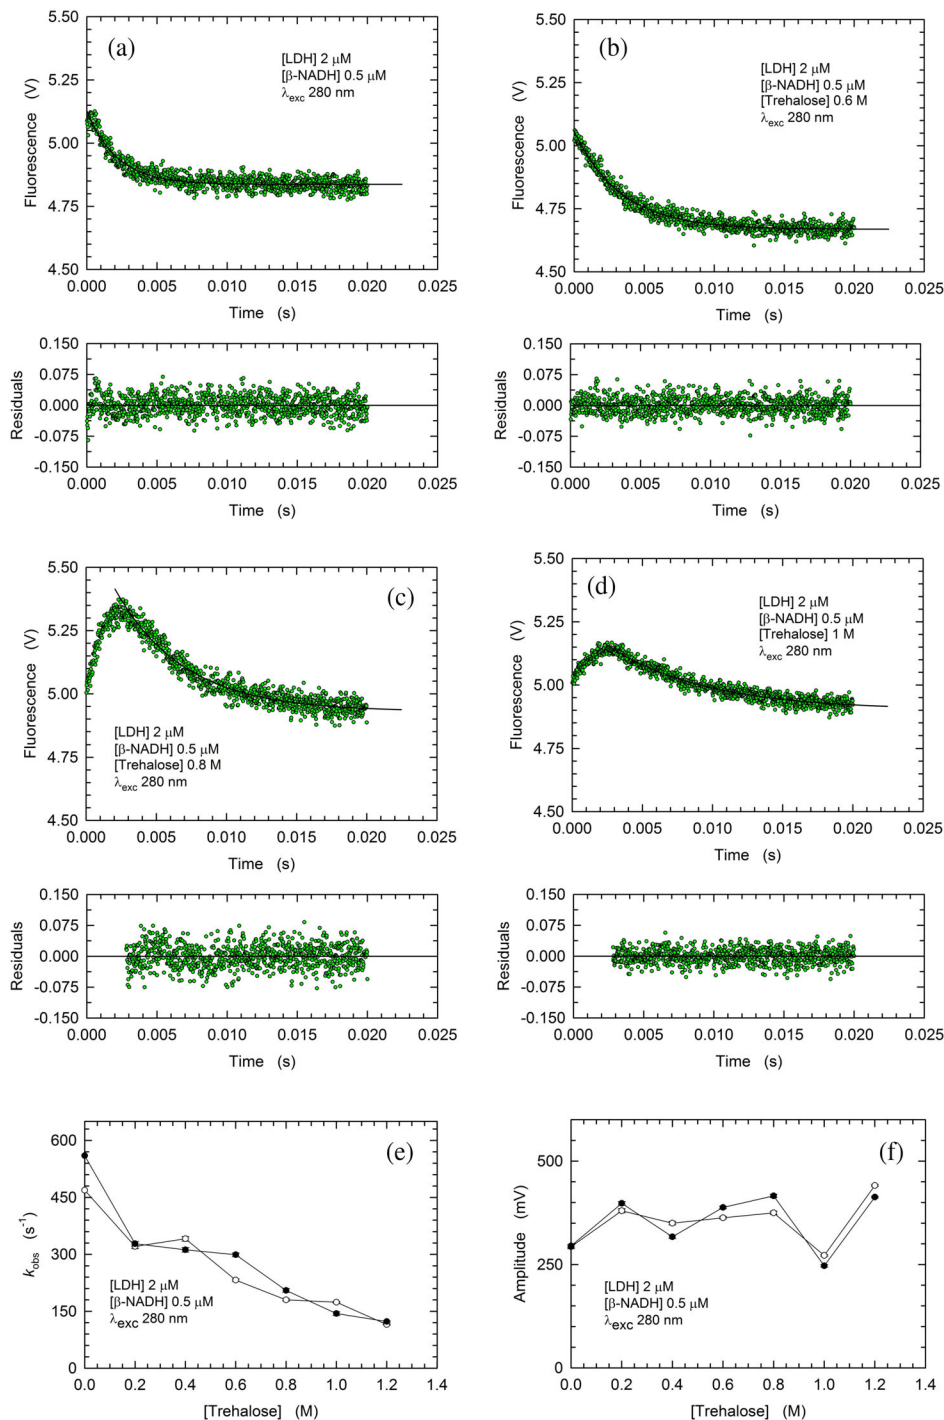 (a)
[LDH] 2 μM
[β-NADH] 0.5 μM
λexc 280 nm
Fluorescence (V)
5.50
5.25
5.00
4.75
4.50
0.000 0.005 0.010 0.015 0.020 0.025
Time (s)
Residuals
0.150
0.075
0.000
-0.075
-0.150
0.000 0.005 0.010 0.015 0.020 0.025
Time (s)
(b)
[LDH] 2 μM
[β-NADH] 0.5 μM
[Trehalose] 0.6 M
λexc 280 nm
Fluorescence (V)
5.50
5.25
5.00
4.75
4.50
0.000 0.005 0.010 0.015 0.020 0.025
Time (s)
Residuals
0.150
0.075
0.000
-0.075
-0.150
0.000 0.005 0.010 0.015 0.020 0.025
Time (s)
(c)
[LDH] 2 μM
[β-NADH] 0.5 μM
[Trehalose] 0.8 M
λexc 280 nm
Fluorescence (V)
5.50
5.25
5.00
4.75
4.50
0.000 0.005 0.010 0.015 0.020 0.025
Time (s)
Residuals
0.150
0.075
0.000
-0.075
-0.150
0.000 0.005 0.010 0.015 0.020 0.025
Time (s)
(d)
[LDH] 2 μM
[β-NADH] 0.5 μM
[Trehalose] 1 M
λexc 280 nm
Fluorescence (V)
5.50
5.25
5.00
4.75
4.50
0.000 0.005 0.010 0.015 0.020 0.025
Time (s)
Residuals
0.150
0.075
0.000
-0.075
-0.150
0.000 0.005 0.010 0.015 0.020 0.025
Time (s)
(e)
kobs (s-1)
600
450
300
150
0
[LDH] 2 μM
[β-NADH] 0.5 μM
λexc 280 nm
0.0 0.2 0.4 0.6 0.8 1.0 1.2 1.4
[Trehalose] (M)
(f)
Amplitude (mV)
500
250
0
[LDH] 2 μM
[β-NADH] 0.5 μM
λexc 280 nm
0.0 0.2 0.4 0.6 0.8 1.0 1.2 1.4
[Trehalose] (M)